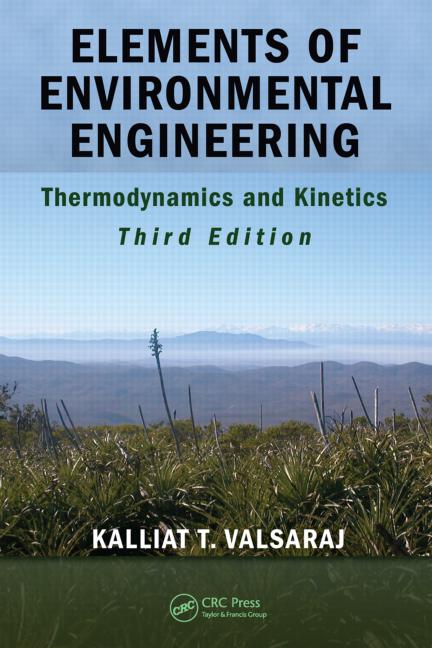 ELEMENTS OF
ENVIRONMENTAL
ENGINEERING
Thermodynamics and Kinetics
Third Edition
KALLIAT T. VALSARAJ
CRC CRC Press
Taylor & Francis Group